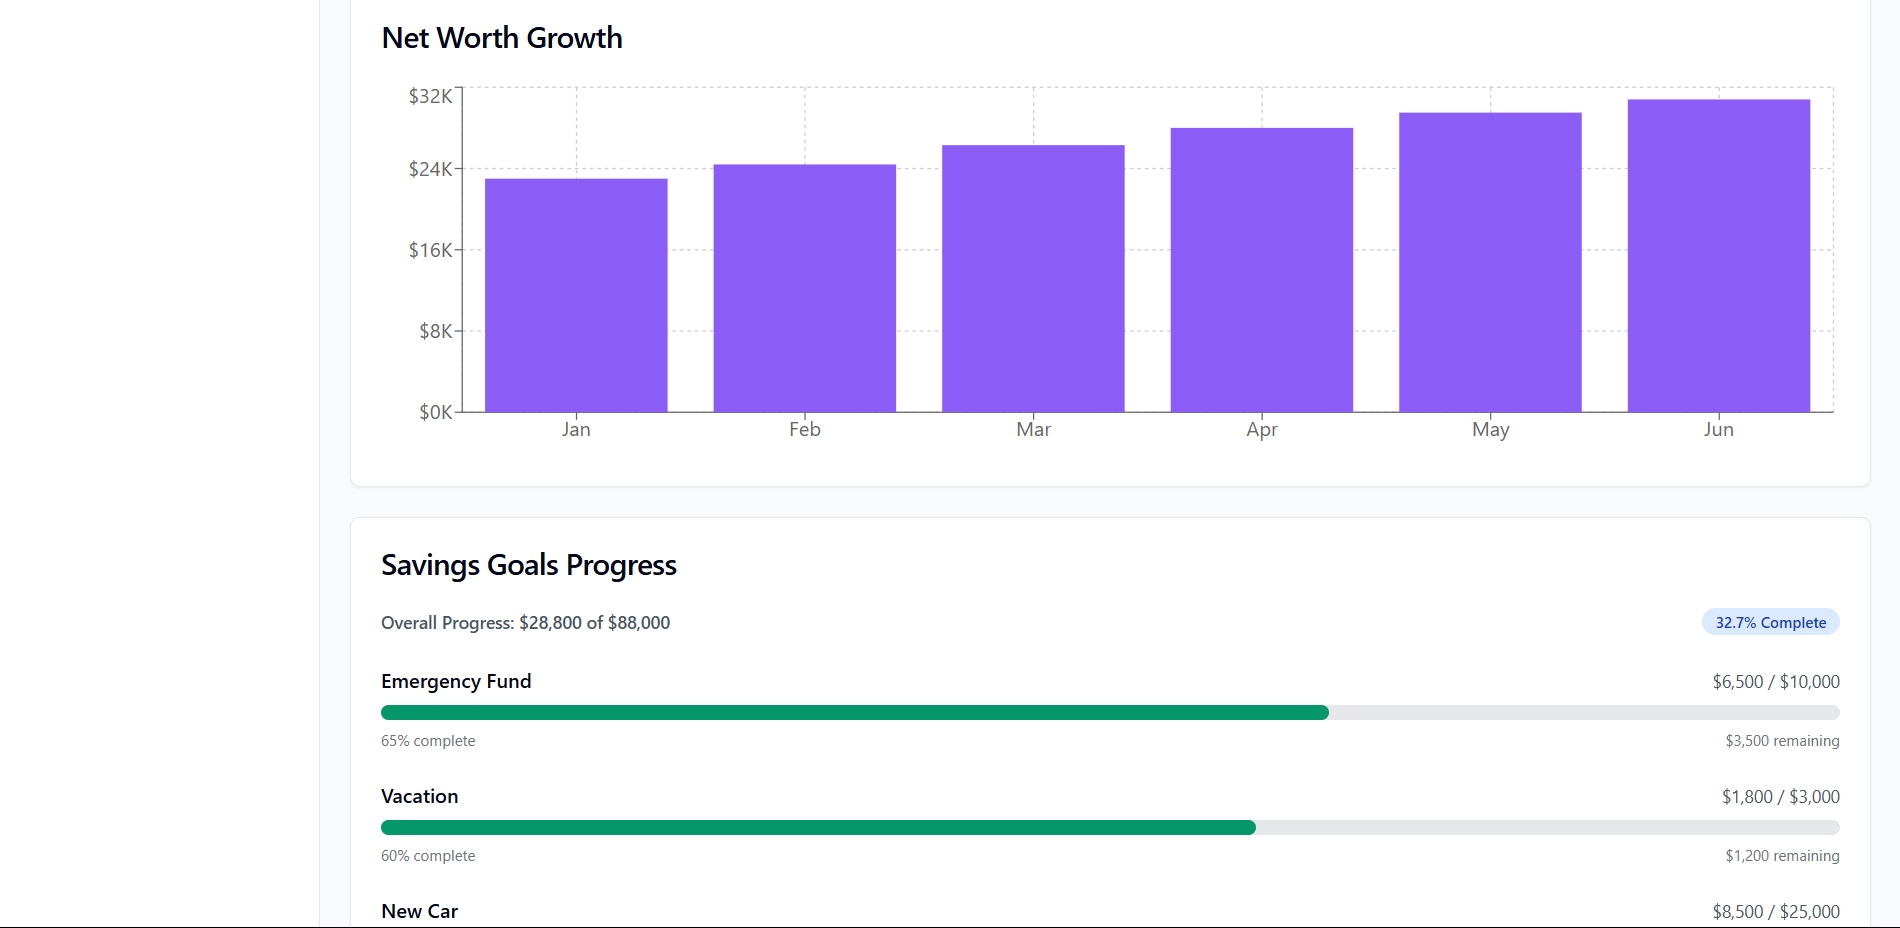 Net Worth Growth
$32K
$24K
$16K
$8K
$0K
Jan Feb Mar Apr May Jun
Savings Goals Progress
Overall Progress: $28,800 of $88,000 32.7% Complete
Emergency Fund $6,500 / $10,000
65% complete $3,500 remaining
Vacation $1,800 / $3,000
60% complete $1,200 remaining
New Car $8,500 / $25,000